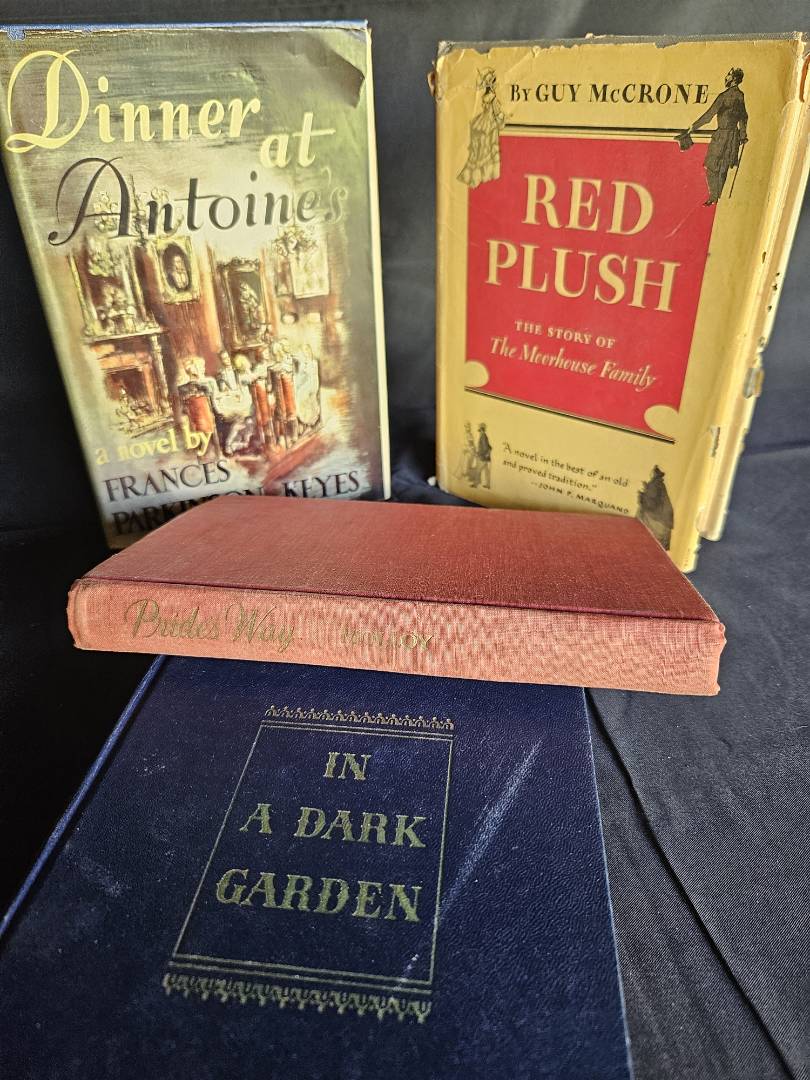 Dinner
at
Antoine's
a novel by
FRANCES
PARKINSON KEYES
BY GUY McCRONE
RED
PLUSH
THE STORY OF
The Moorhouse Family
"A novel in the best of an old
and proved tradition."
—JOHN P. MARQUAND
Pride's Way MOLLOY
IN
A DARK
GARDEN